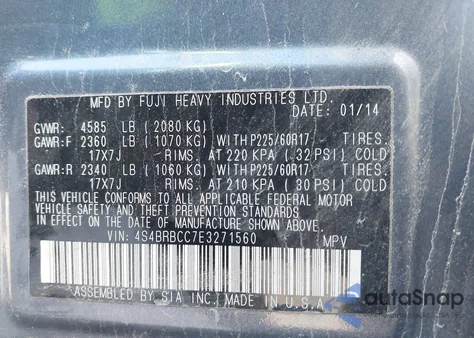 MFD BY FUJI HEAVY INDUSTRIES LTD.
DATE: 01/14
GVWR: 4585 LB ( 2080 KG)
GAWR:F 2360 LB ( 1070 KG) WITH P225/60R17 TIRES.
17X7J RIMS. AT 220 KPA ( 32 PSI) COLD
GAWR:R 2340 LB ( 1060 KG) WITH P225/60R17 TIRES.
17X7J RIMS. AT 210 KPA ( 30 PSI) COLD
THIS VEHICLE CONFORMS TO ALL APPLICABLE FEDERAL MOTOR
VEHICLE SAFETY AND THEFT PREVENTION STANDARDS IN EFFECT
ON THE DATE OF MANUFACTURE SHOWN ABOVE.
VIN: 4S4BRBCC7E3271560 MPV
ASSEMBLED BY SIA INC. MADE IN U.S.A
autoSnap